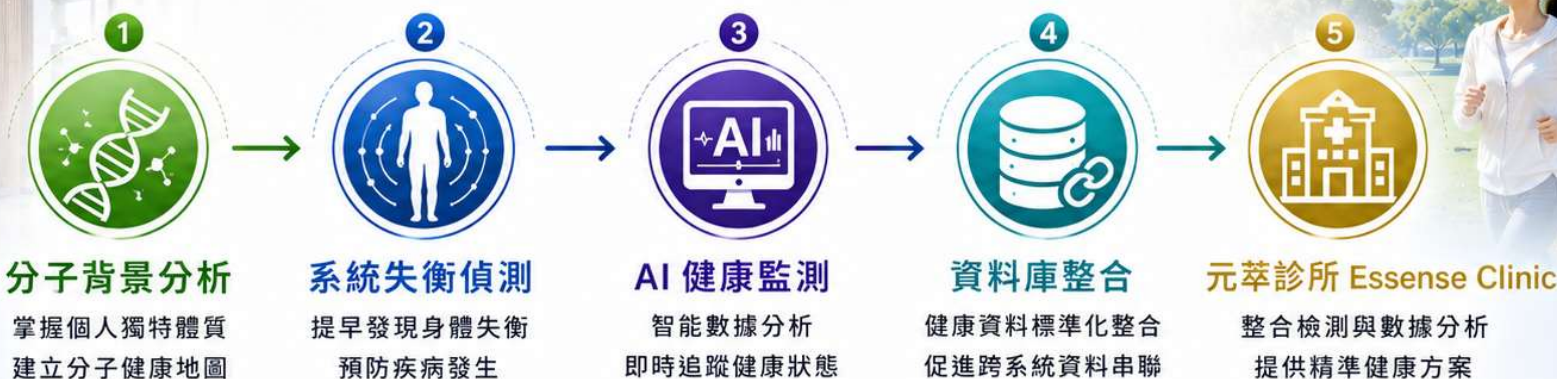 1
分子背景分析
掌握個人獨特體質
建立分子健康地圖
2
系統失衡偵測
提早發現身體失衡
預防疾病發生
3
AI
AI 健康監測
智能數據分析
即時追蹤健康狀態
4
資料庫整合
健康資料標準化整合
促進跨系統資料串聯
5
元萃診所 Essense Clinic
整合檢測與數據分析
提供精準健康方案